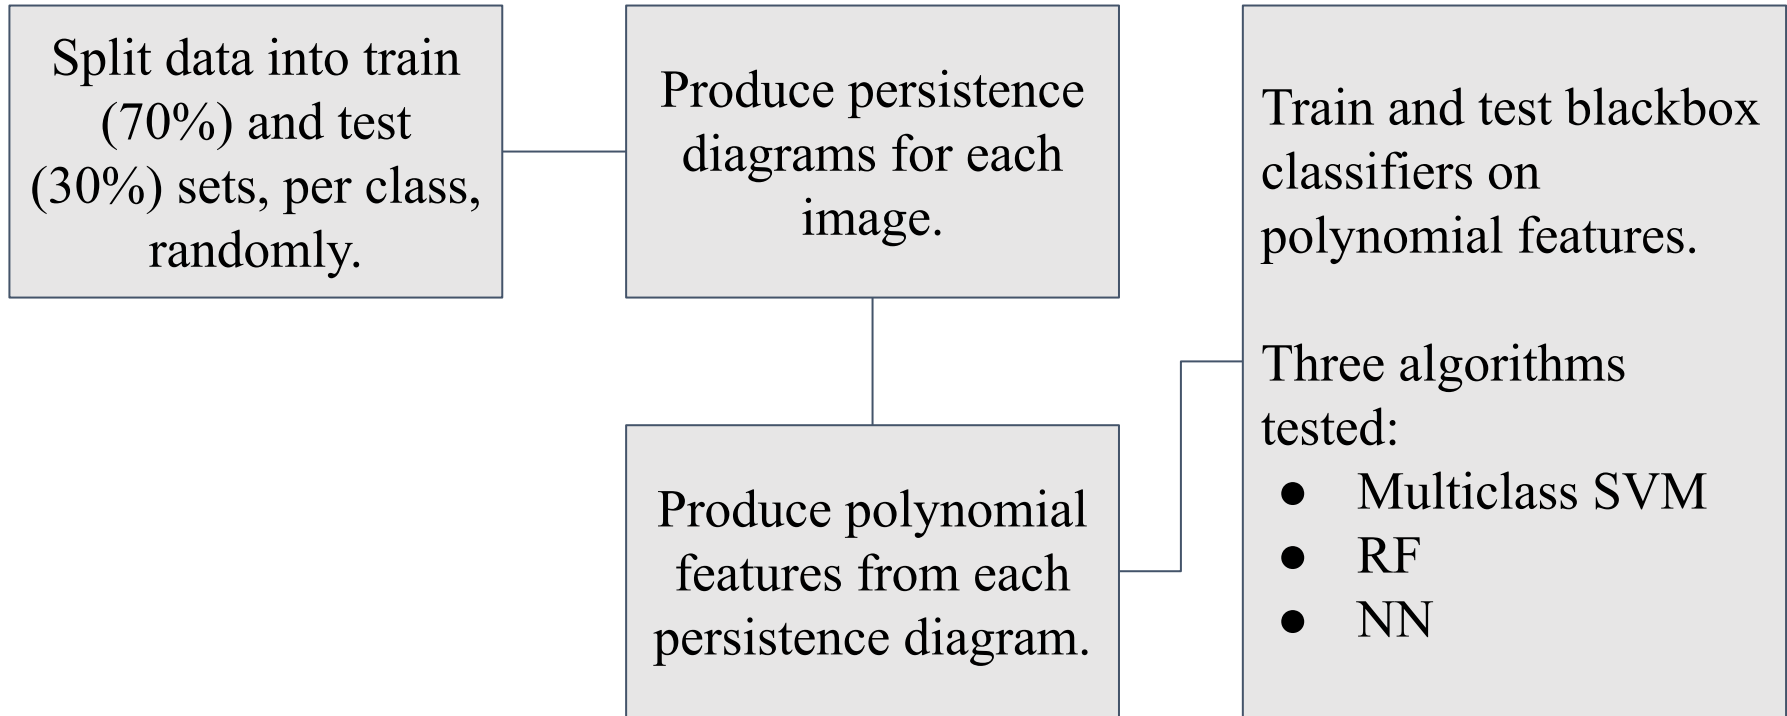 Split data into train
(70%) and test
(30%) sets, per class,
randomly.
Produce persistence
diagrams for each
image.
Produce polynomial
features from each
persistence diagram.
Train and test blackbox
classifiers on
polynomial features.
Three algorithms
tested:
● Multiclass SVM
● RF
● NN